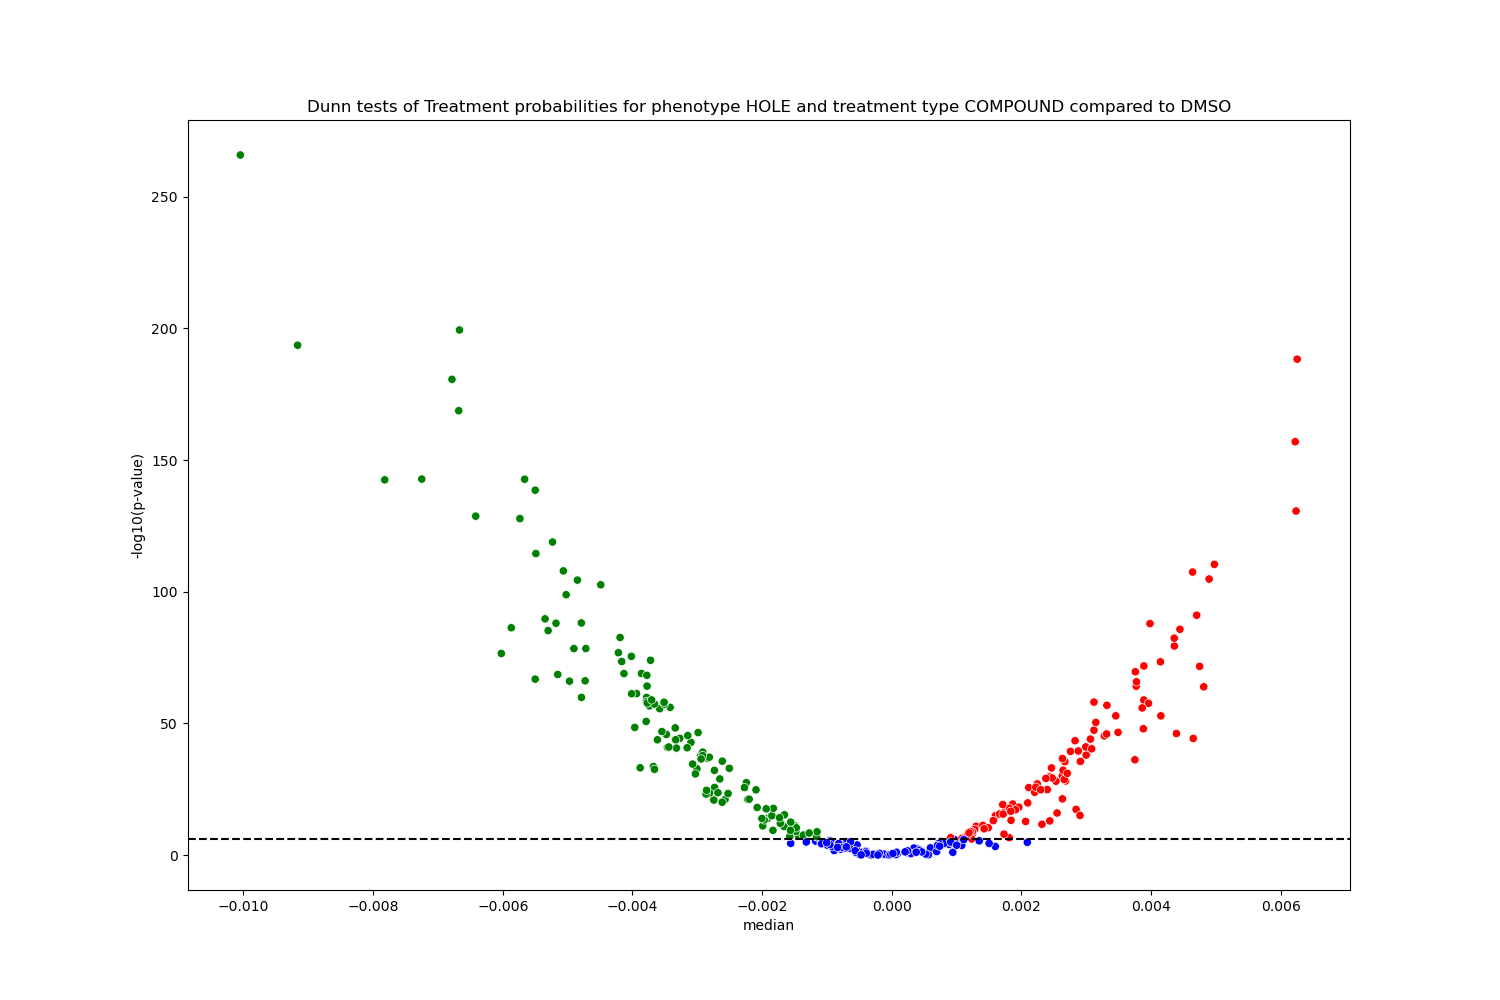 Dunn tests of Treatment probabilities for phenotype HOLE and treatment type COMPOUND compared to DMSO
250
200
150
100
50
0
-log10(p-value)
−0.010 −0.008 −0.006 −0.004 −0.002 0.000 0.002 0.004 0.006
median